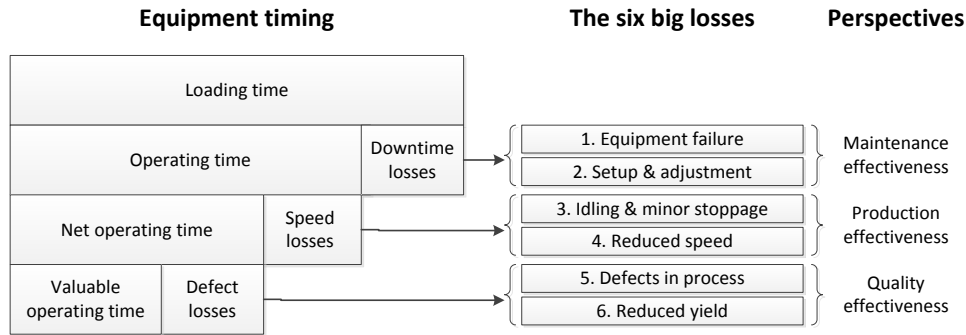 Equipment timing
The six big losses
Perspectives
Loading time
Operating time
Downtime
losses
1. Equipment failure
2. Setup & adjustment
Maintenance
effectiveness
Net operating time
Speed
losses
3. Idling & minor stoppage
4. Reduced speed
Production
effectiveness
Valuable
operating time
Defect
losses
5. Defects in process
6. Reduced yield
Quality
effectiveness